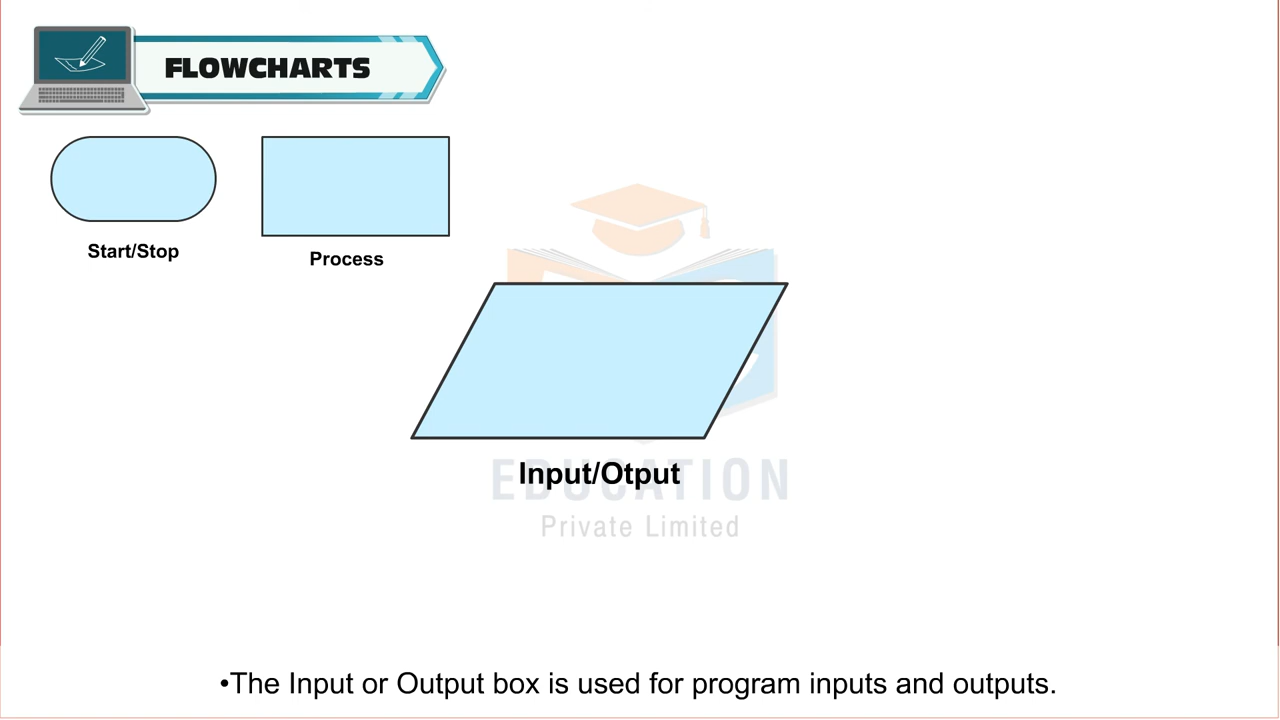 FLOWCHARTS
Start/Stop
Process
Input/Otput
EDUCATION
Private Limited
•The Input or Output box is used for program inputs and outputs.